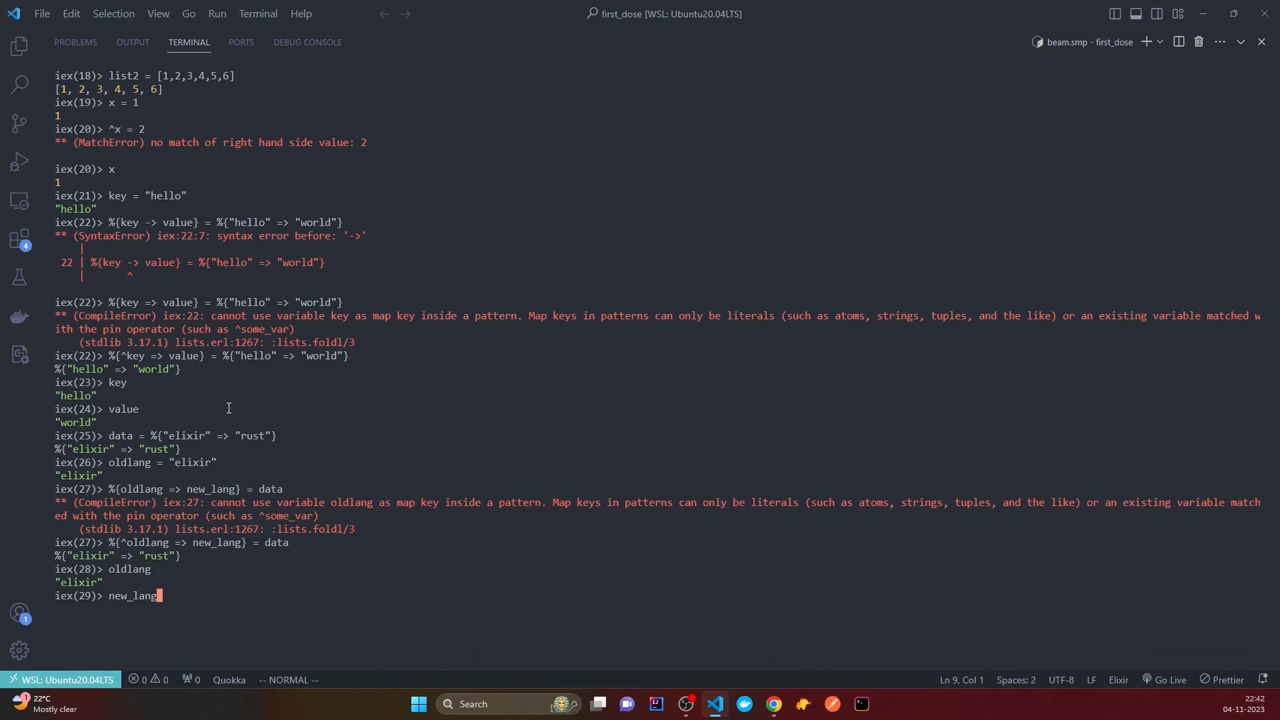 File Edit Selection View Go Run Terminal Help
first_dose [WSL: Ubuntu20.04LTS]
PROBLEMS OUTPUT TERMINAL PORTS DEBUG CONSOLE
beam.smp - first_dose
iex(18)> list2 = [1,2,3,4,5,6]
[1, 2, 3, 4, 5, 6]
iex(19)> x = 1
1
iex(20)> ^x = 2
** (MatchError) no match of right hand side value: 2
iex(20)> x
1
iex(21)> key = "hello"
"hello"
iex(22)> %{key -> value} = %{"hello" => "world"}
** (SyntaxError) iex:22:7: syntax error before: '->'
|
22 | %{key -> value} = %{"hello" => "world"}
| ^
iex(22)> %{key => value} = %{"hello" => "world"}
** (CompileError) iex:22: cannot use variable key as map key inside a pattern. Map keys in patterns can only be literals (such as atoms, strings, tuples, and the like) or an existing variable matched w
ith the pin operator (such as ^some_var)
(stdlib 3.17.1) lists.erl:1267: :lists.foldl/3
iex(22)> %{^key => value} = %{"hello" => "world"}
%{"hello" => "world"}
iex(23)> key
"hello"
iex(24)> value
"world"
iex(25)> data = %{"elixir" => "rust"}
%{"elixir" => "rust"}
iex(26)> oldlang = "elixir"
"elixir"
iex(27)> %{oldlang => new_lang} = data
** (CompileError) iex:27: cannot use variable oldlang as map key inside a pattern. Map keys in patterns can only be literals (such as atoms, strings, tuples, and the like) or an existing variable match
ed with the pin operator (such as ^some_var)
(stdlib 3.17.1) lists.erl:1267: :lists.foldl/3
iex(27)> %{^oldlang => new_lang} = data
%{"elixir" => "rust"}
iex(28)> oldlang
"elixir"
iex(29)> new_lang
4
1
WSL: Ubuntu20.04LTS 0 0 0 Quokka -- NORMAL -- Ln 9, Col 1 Spaces: 2 UTF-8 LF Elixir Go Live Prettier
1 22°C
Mostly clear
Search
22:42
04-11-2023